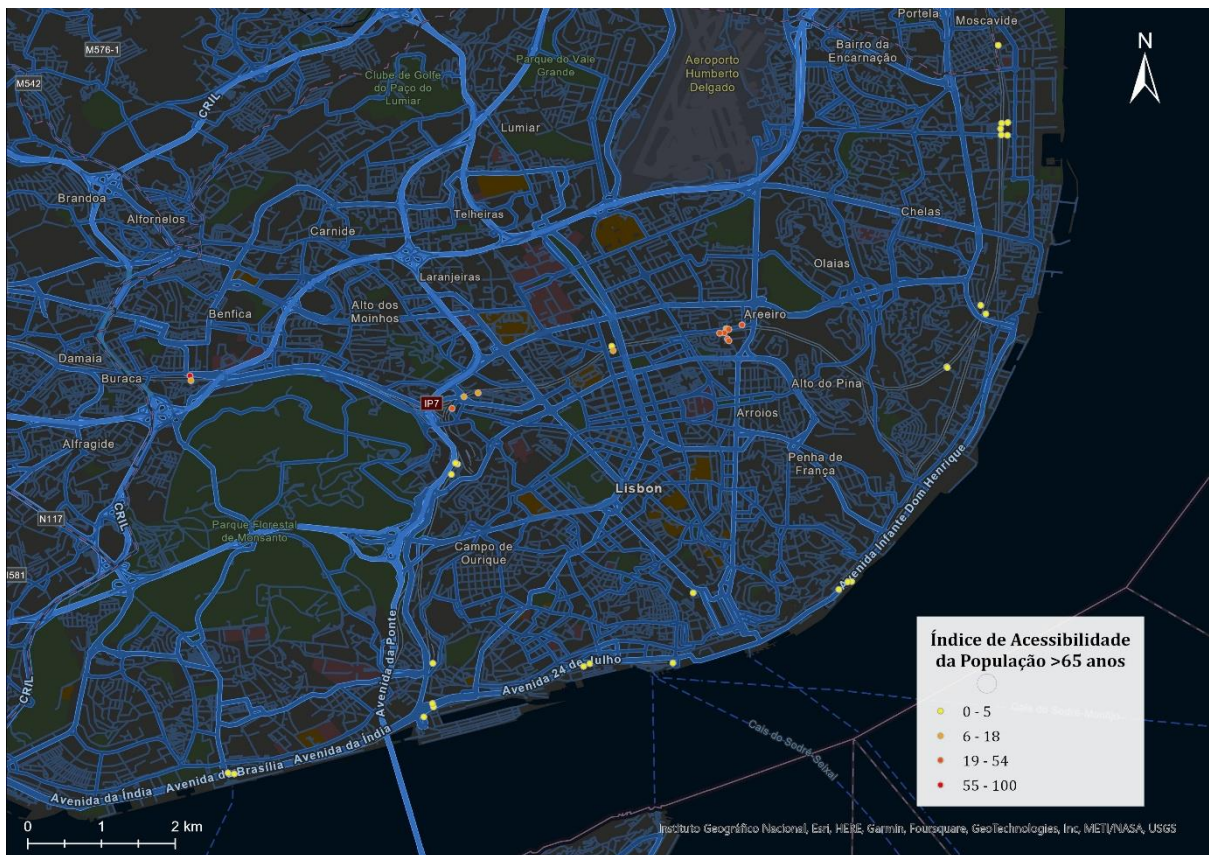 Portela
Moscavide
M576-1
Bairro da
Encarnação
N
Parque do Vale
Grande
Aeroporto
Humberto
Delgado
M542
Clube de Golfe
do Paço do
Lumiar
CRIL
Lumiar
Brandoa
Alfornelos
Carnide
Telheiras
Chelas
Laranjeiras
Olaias
Benfica
Alto dos
Moinhos
Areeiro
Damaia
Buraca
Alto do Pina
IP7
Arroios
Alfragide
Penha de
França
Lisbon
CRIL
N117
Parque Florestal
de Monsanto
Campo de
Ourique
Avenida Infante Dom Henrique
Avenida da Ponte
Avenida 24 de Julho
CRIL
Avenida da Índia
Avenida de Brasília
Avenida da Índia
Cais do Sodré-Seixal
Índice de Acessibilidade
da População >65 anos
0 - 5
6 - 18
19 - 54
55 - 100
0 1 2 km
Instituto Geográfico Nacional, Esri, HERE, Garmin, Foursquare, GeoTechnologies, Inc, METI/NASA, USGS